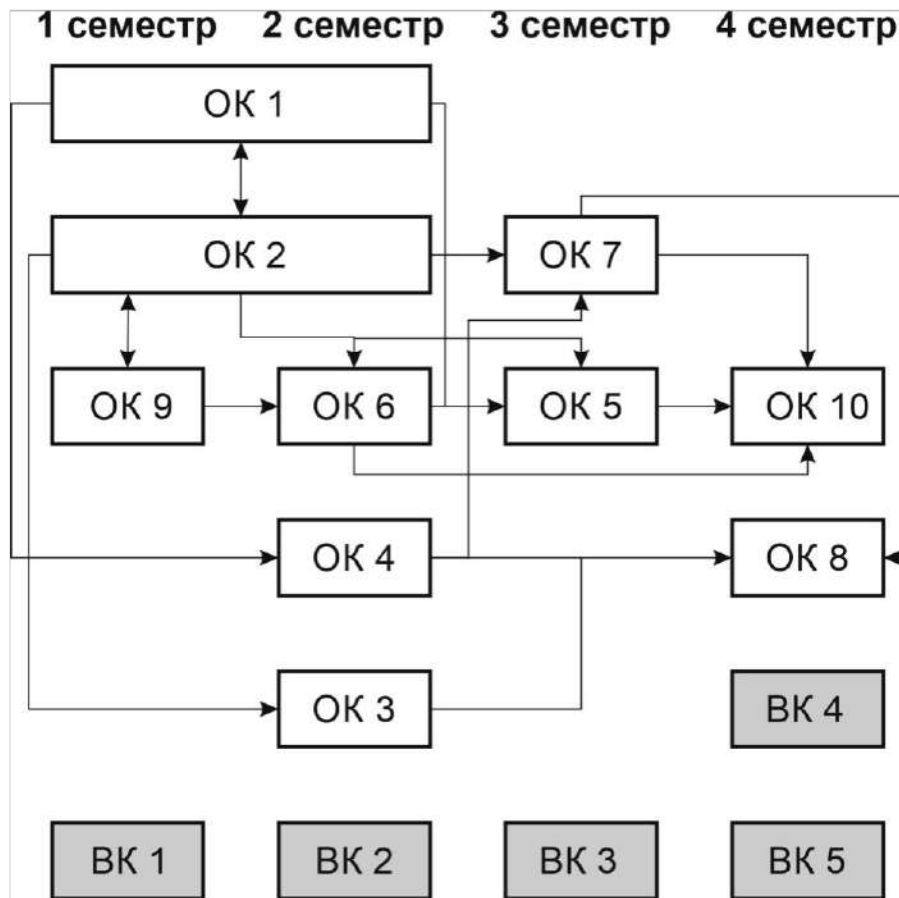 1 семестр 2 семестр 3 семестр 4 семестр
ОК 1
ОК 2 ОК 7
ОК 9 ОК 6 ОК 5 ОК 10
ОК 4 ОК 8
ОК 3 ВК 4
ВК 1 ВК 2 ВК 3 ВК 5